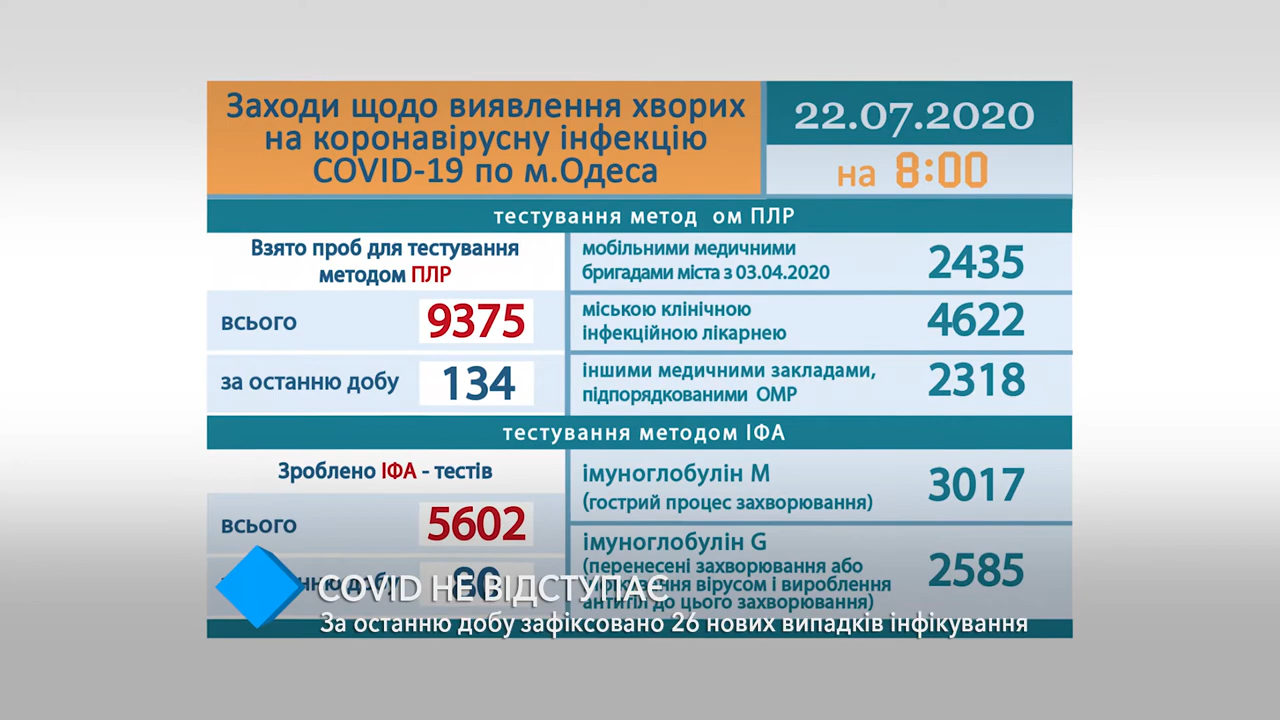 Заходи щодо виявлення хворих
на коронавірусну інфекцію
COVID-19 по м.Одеса
22.07.2020
на 8:00
тестування метод ом ПЛР
Взято проб для тестування
методом ПЛР
всього 9375
за останню добу 134
мобільними медичними
бригадами міста з 03.04.2020
2435
міською клінічною
інфекційною лікарнею
4622
іншими медичними закладами,
підпорядкованими ОМР
2318
тестування методом ІФА
Зроблено ІФА - тестів
всього 5602
добу 80
імуноглобулін М
(гострий процес захворювання)
3017
імуноглобулін G
(перенесені захворювання або
вірусом і вироблення
антитіл до цього захворювання)
2585
COVID НЕ ВІДСТУПАЄ
За останню добу зафіксовано 26 нових випадків інфікування